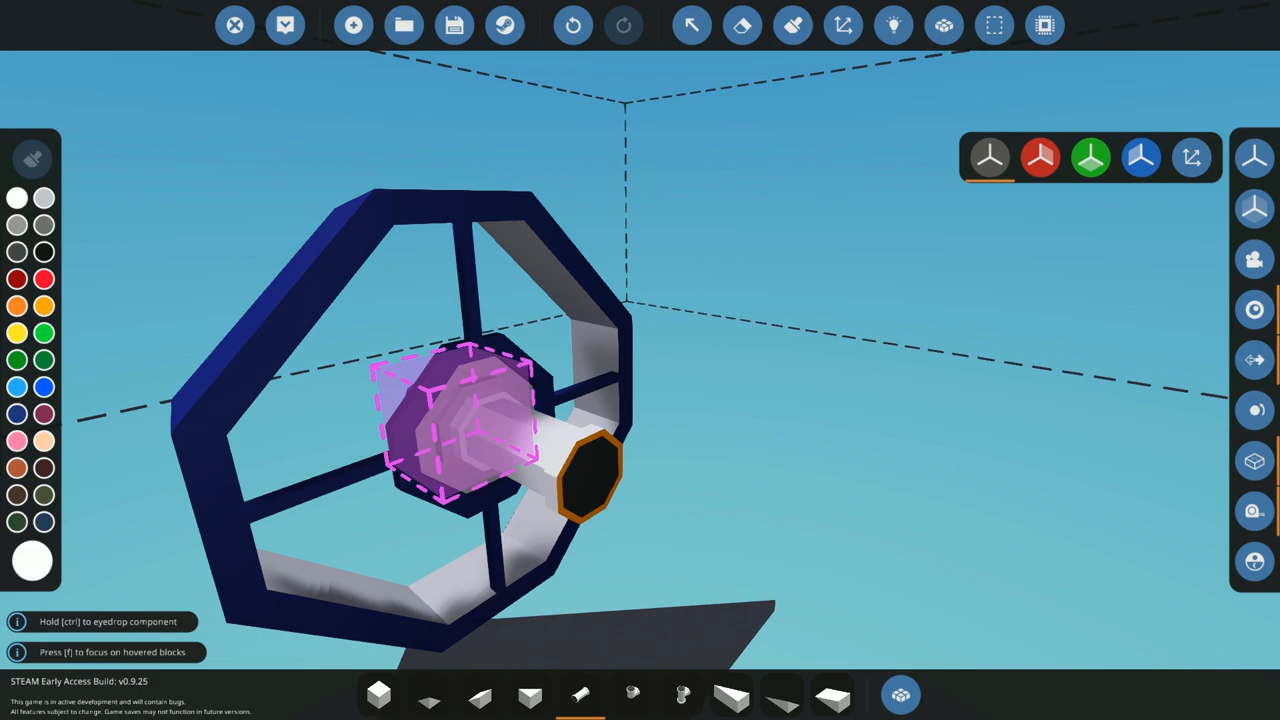 Hold [ctrl] to eyedrop component
Press [f] to focus on hovered blocks
STEAM Early Access Build: v0.9.25
This game is in active development and will contain bugs.
All features subject to change. Game saves may not function in future versions.